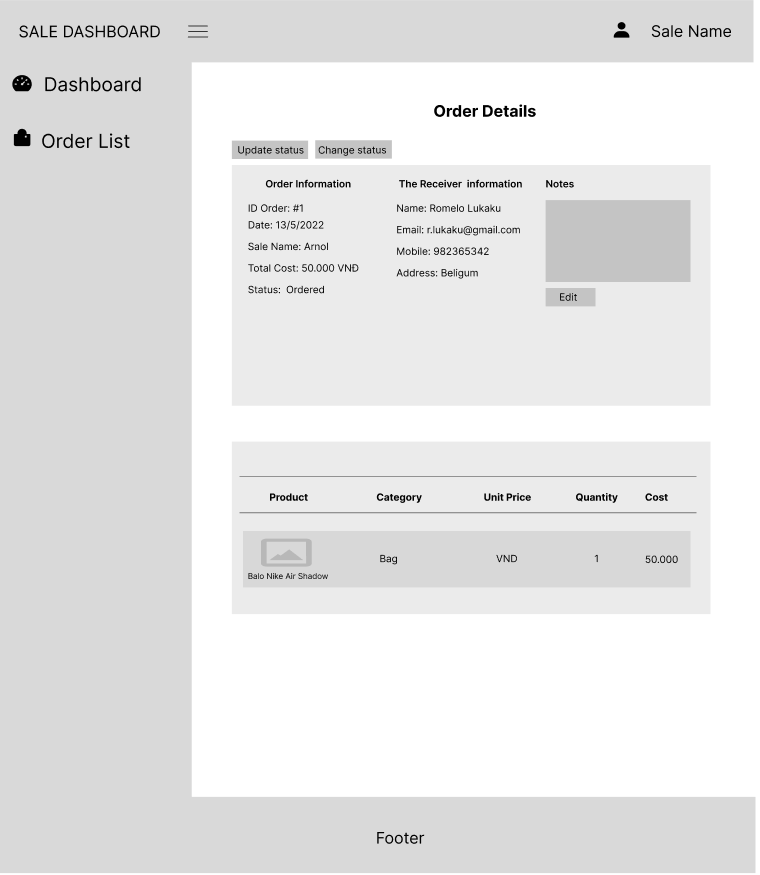 SALE DASHBOARD
Sale Name
Dashboard
Order List
Order Details
Update status
Change status
Order Information
ID Order: #1
Date: 13/5/2022
Sale Name: Arnol
Total Cost: 50.000 VNĐ
Status: Ordered
The Receiver information
Name: Romelo Lukaku
Email: r.lukaku@gmail.com
Mobile: 982365342
Address: Beligum
Notes
Edit
Product Category Unit Price Quantity Cost
Bag VND 1 50.000
Balo Nike Air Shadow
Footer